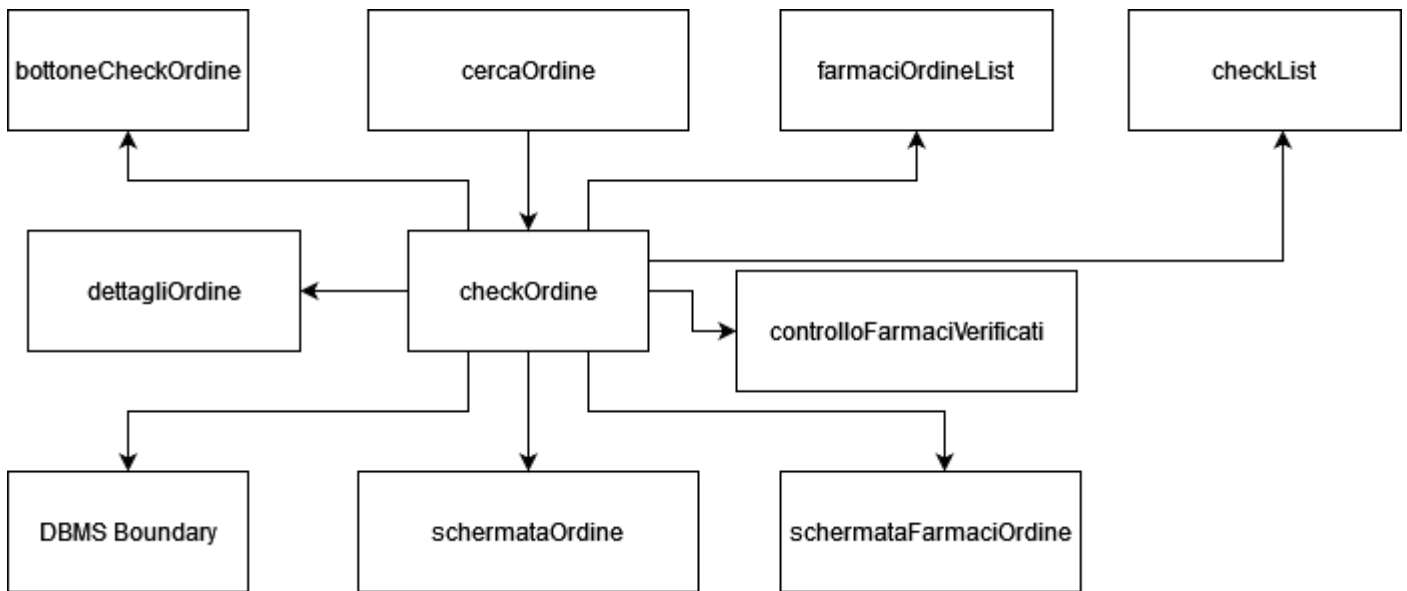 bottoneCheckOrdine
cercaOrdine
farmaciOrdineList
checkList
dettagliOrdine
checkOrdine
controlloFarmaciVerificati
DBMS Boundary
schermataOrdine
schermataFarmaciOrdine